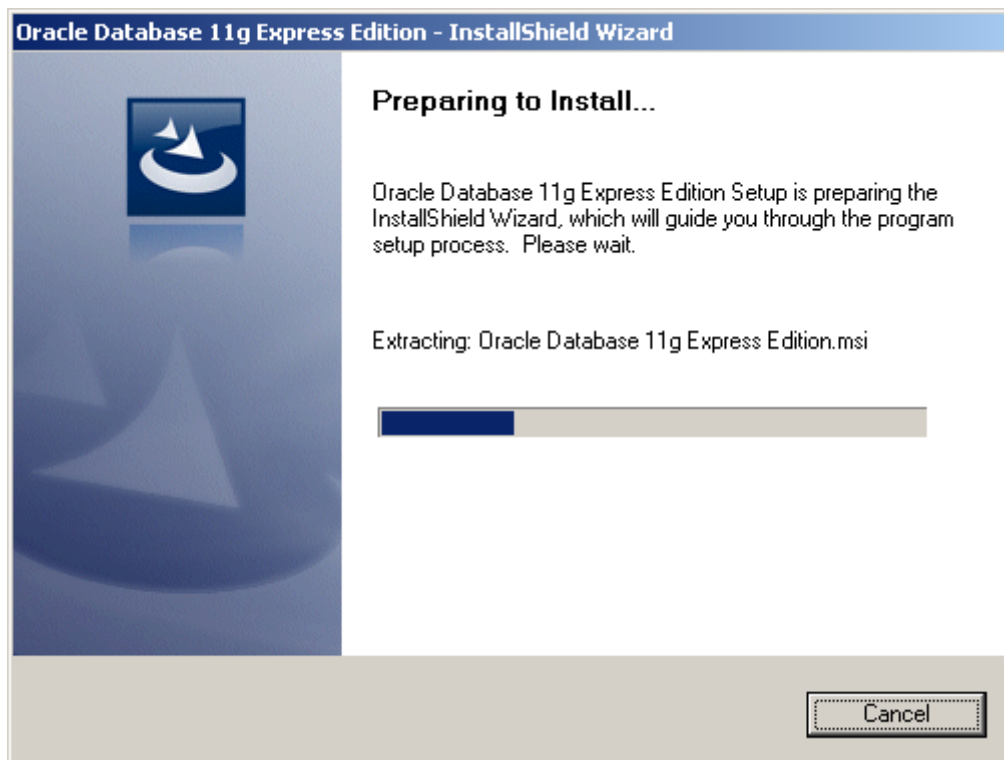 Oracle Database 11g Express Edition - InstallShield Wizard
Preparing to Install...
Oracle Database 11g Express Edition Setup is preparing the
InstallShield Wizard, which will guide you through the program
setup process. Please wait.
Extracting: Oracle Database 11g Express Edition.msi
Cancel